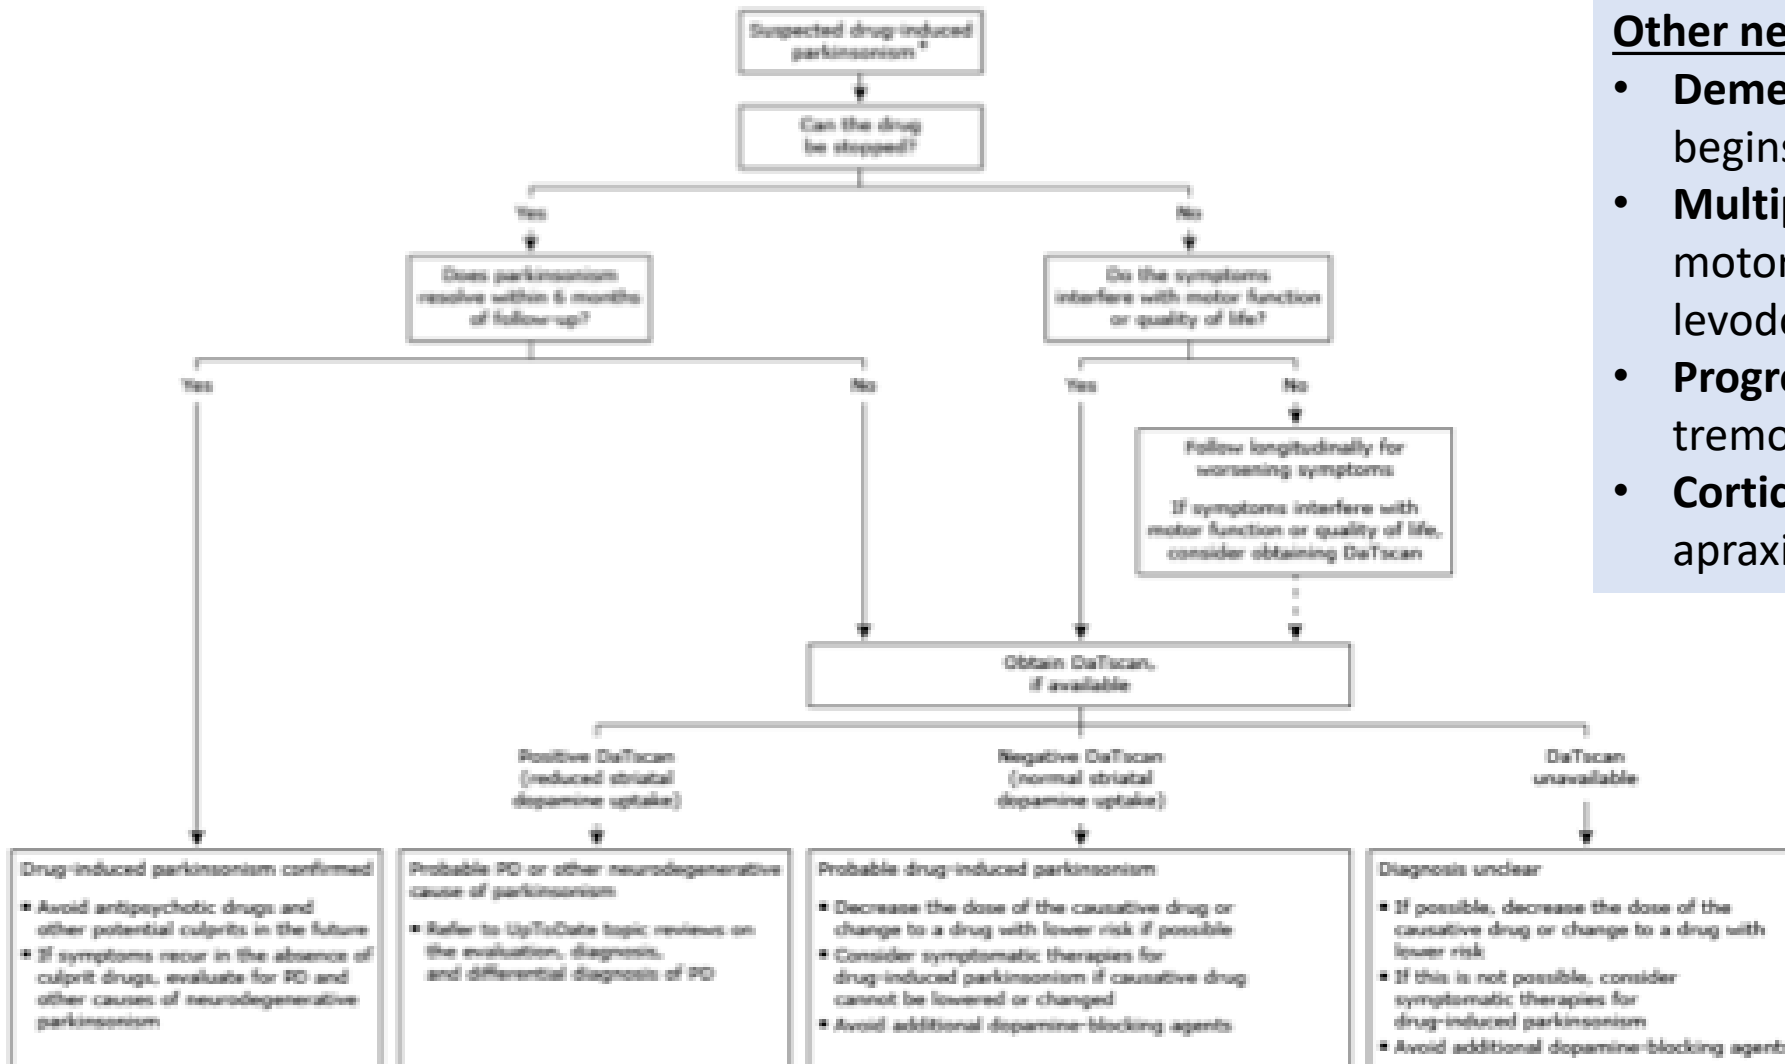 Suspected drug-induced
parkinsonism*
Can the drug
be stopped?
Yes
No
Does parkinsonism
resolve within 6 months
of follow-up?
Do the symptoms
interfere with motor function
or quality of life?
Yes
No
Yes
No
Follow longitudinally for
worsening symptoms
If symptoms interfere with
motor function or quality of life,
consider obtaining DaTscan
Obtain DaTscan,
if available
Positive DaTscan
(reduced striatal
dopamine uptake)
Negative DaTscan
(normal striatal
dopamine uptake)
DaTscan
unavailable
Drug-induced parkinsonism confirmed
▪ Avoid antipsychotic drugs and
other potential culprits in the future
▪ If symptoms recur in the absence of
culprit drugs, evaluate for PD and
other causes of neurodegenerative
parkinsonism
Probable PD or other neurodegenerative
cause of parkinsonism
▪ Refer to UpToDate topic reviews on
the evaluation, diagnosis,
and differential diagnosis of PD
Probable drug-induced parkinsonism
▪ Decrease the dose of the causative drug or
change to a drug with lower risk if possible
▪ Consider symptomatic therapies for
drug-induced parkinsonism if causative drug
cannot be lowered or changed
▪ Avoid additional dopamine-blocking agents
Diagnosis unclear
▪ If possible, decrease the dose of the
causative drug or change to a drug with
lower risk
▪ If this is not possible, consider
symptomatic therapies for
drug-induced parkinsonism
▪ Avoid additional dopamine-blocking agents
Other ne
• Deme
begins
• Multip
motor
levodo
• Progre
tremo
• Cortic
apraxi